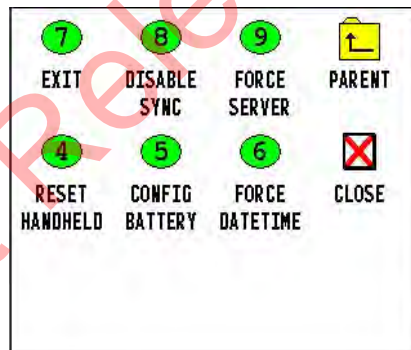 7 8 9
EXIT DISABLE SYNC FORCE SERVER PARENT
4 5 6
RESET HANDHELD CONFIG BATTERY FORCE DATETIME CLOSE
Rele